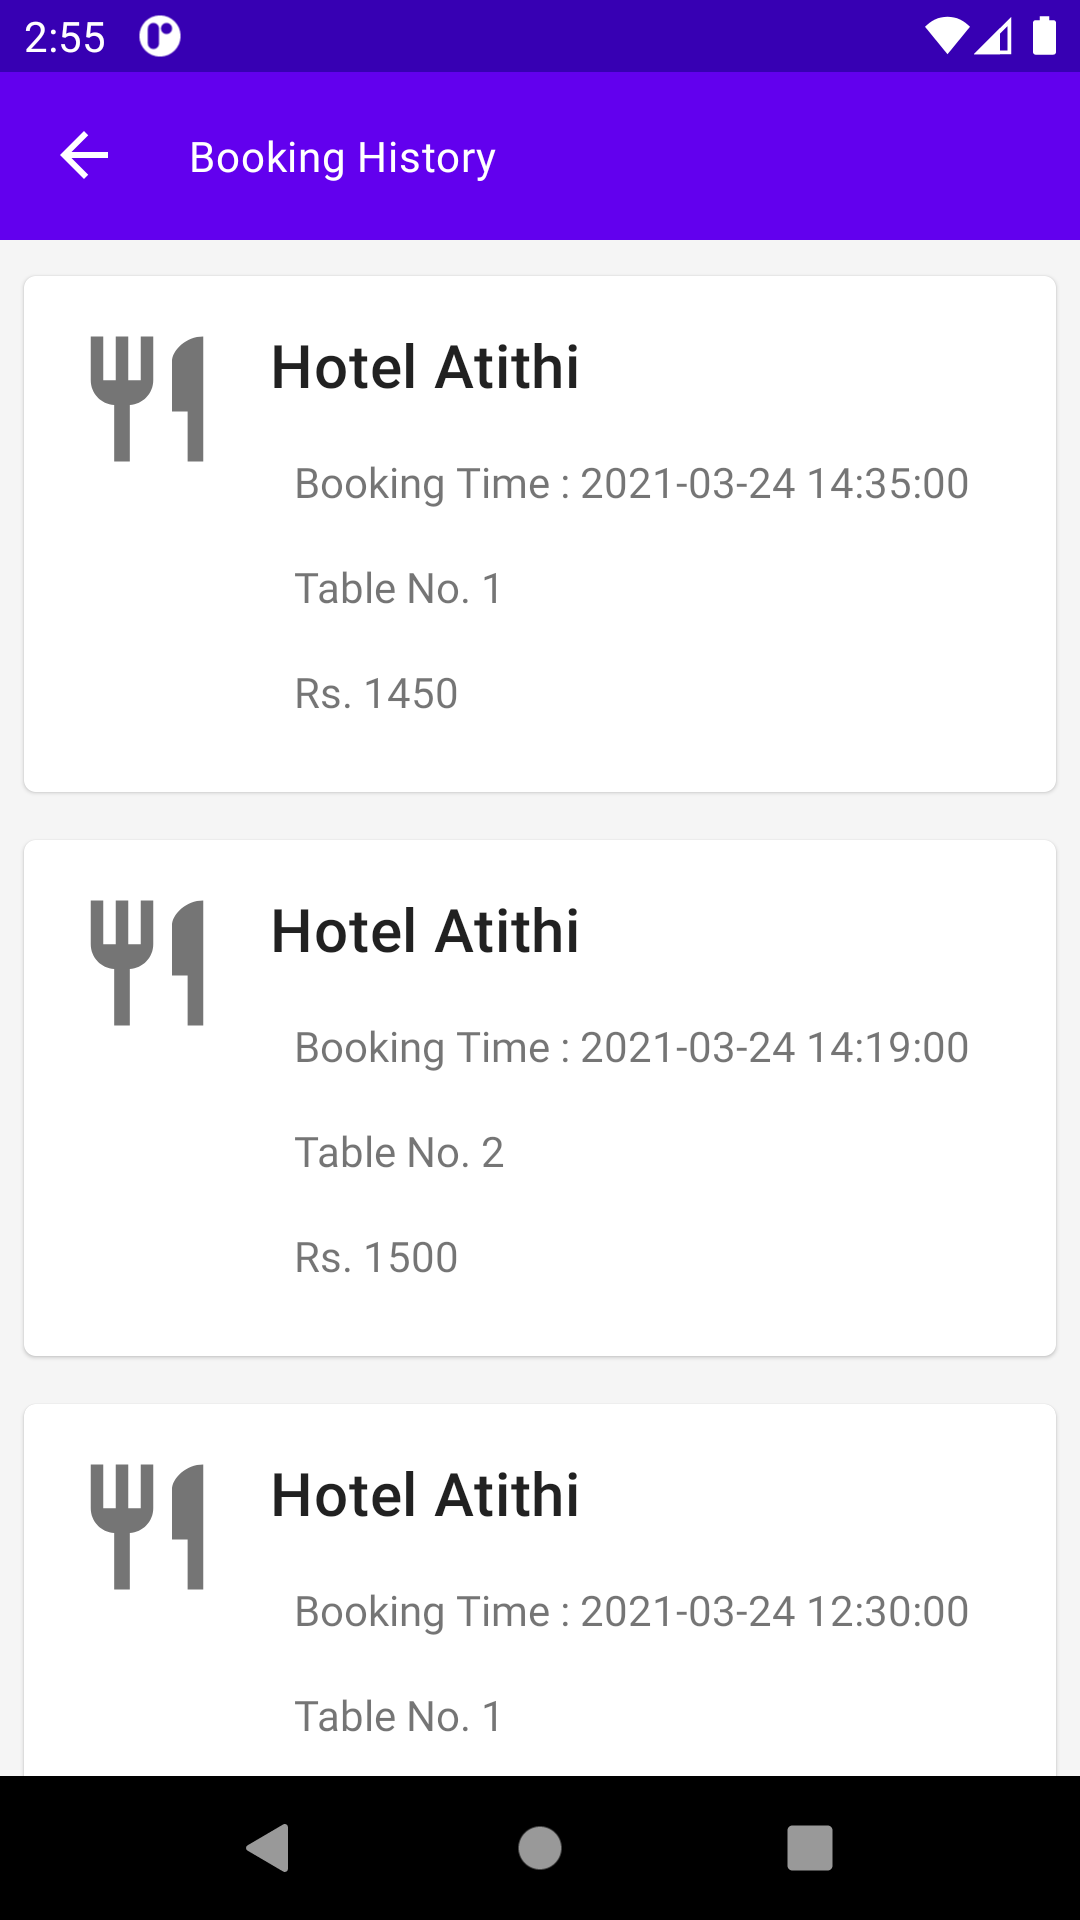 2:55
Booking History
Hotel Atithi
Booking Time : 2021-03-24 14:35:00
Table No. 1
Rs. 1450
Hotel Atithi
Booking Time : 2021-03-24 14:19:00
Table No. 2
Rs. 1500
Hotel Atithi
Booking Time : 2021-03-24 12:30:00
Table No. 1